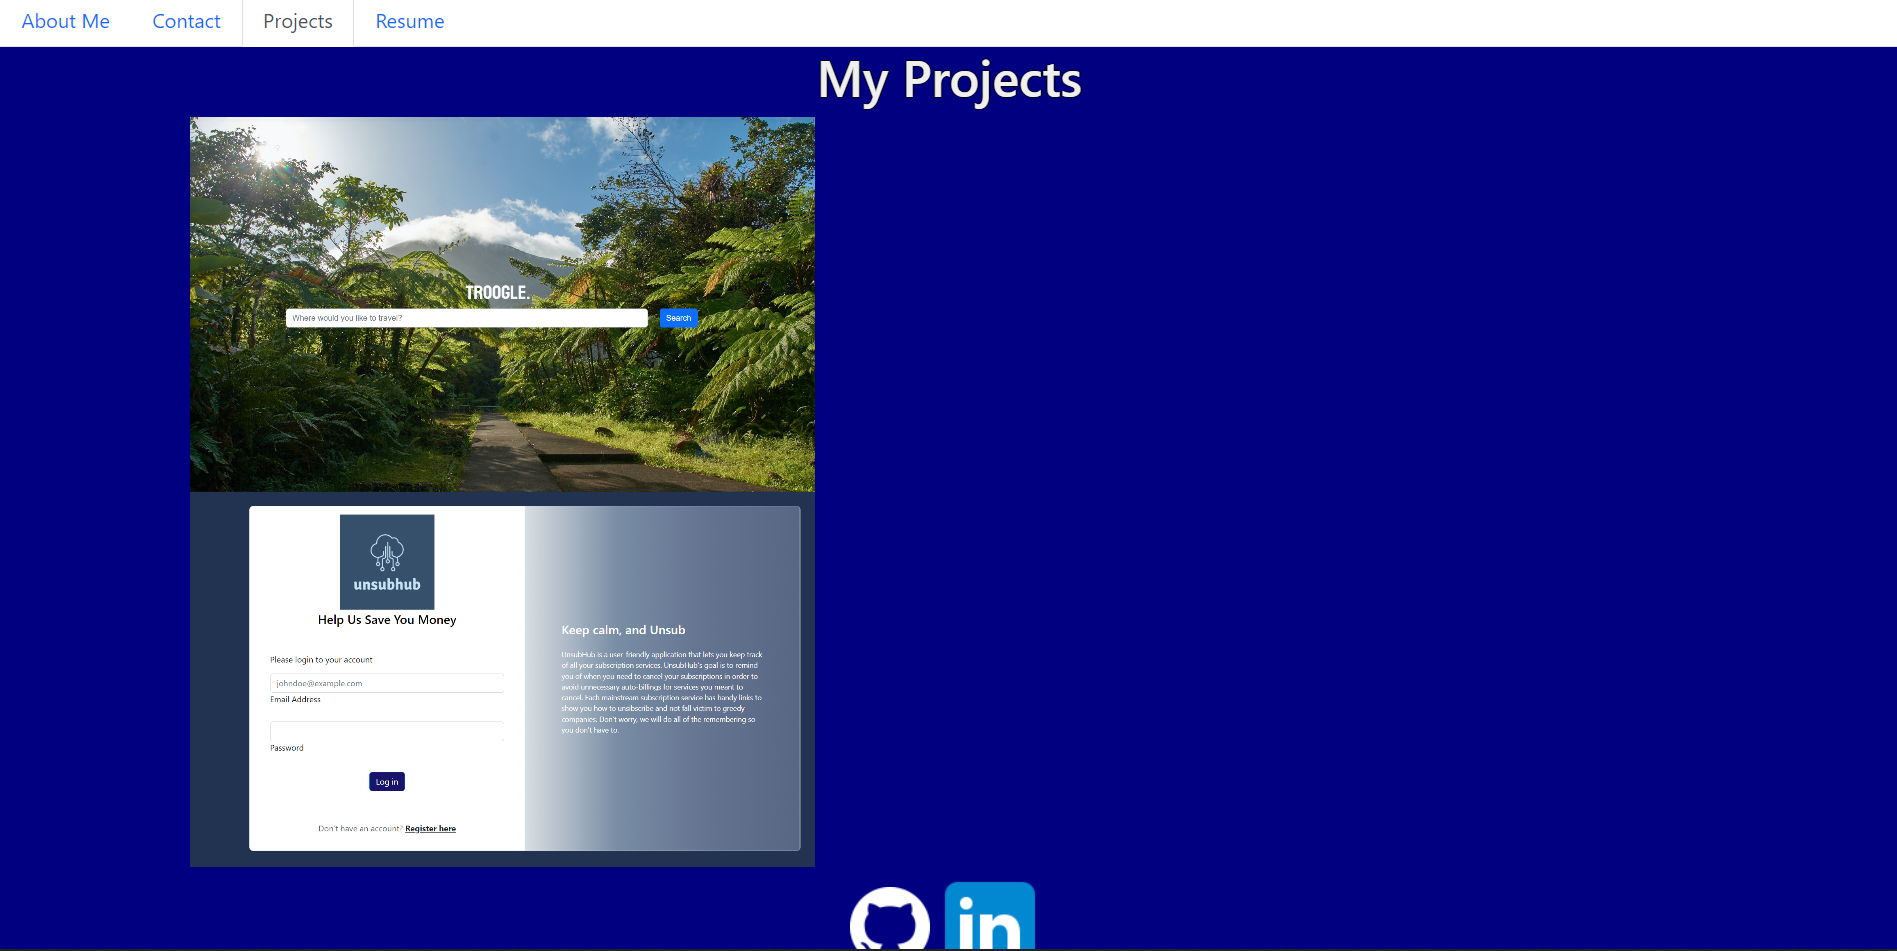 About Me
Contact
Projects
Resume
My Projects
TROOGLE.
Where would you like to travel?
Search
unsubhub
Help Us Save You Money
Please login to your account
johndoe@example.com
Email Address
Password
Log in
Don't have an account? Register here
Keep calm, and Unsub
UnsubHub is a user friendly application that lets you keep track
of all your subscription services. UnsubHub's goal is to remind
you of when you need to cancel your subscriptions in order to
avoid unnecessary auto-billings for services you meant to
cancel. Each mainstream subscription service has handy links to
show you how to unsibscribe and not fall victim to greedy
companies. Don't worry, we will do all of the remembering so
you don't have to.
in